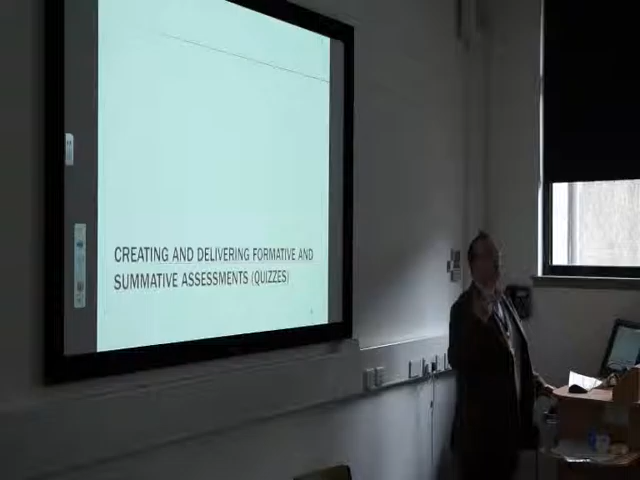 CREATING AND DELIVERING FORMATIVE AND
SUMMATIVE ASSESSMENTS (QUIZZES)